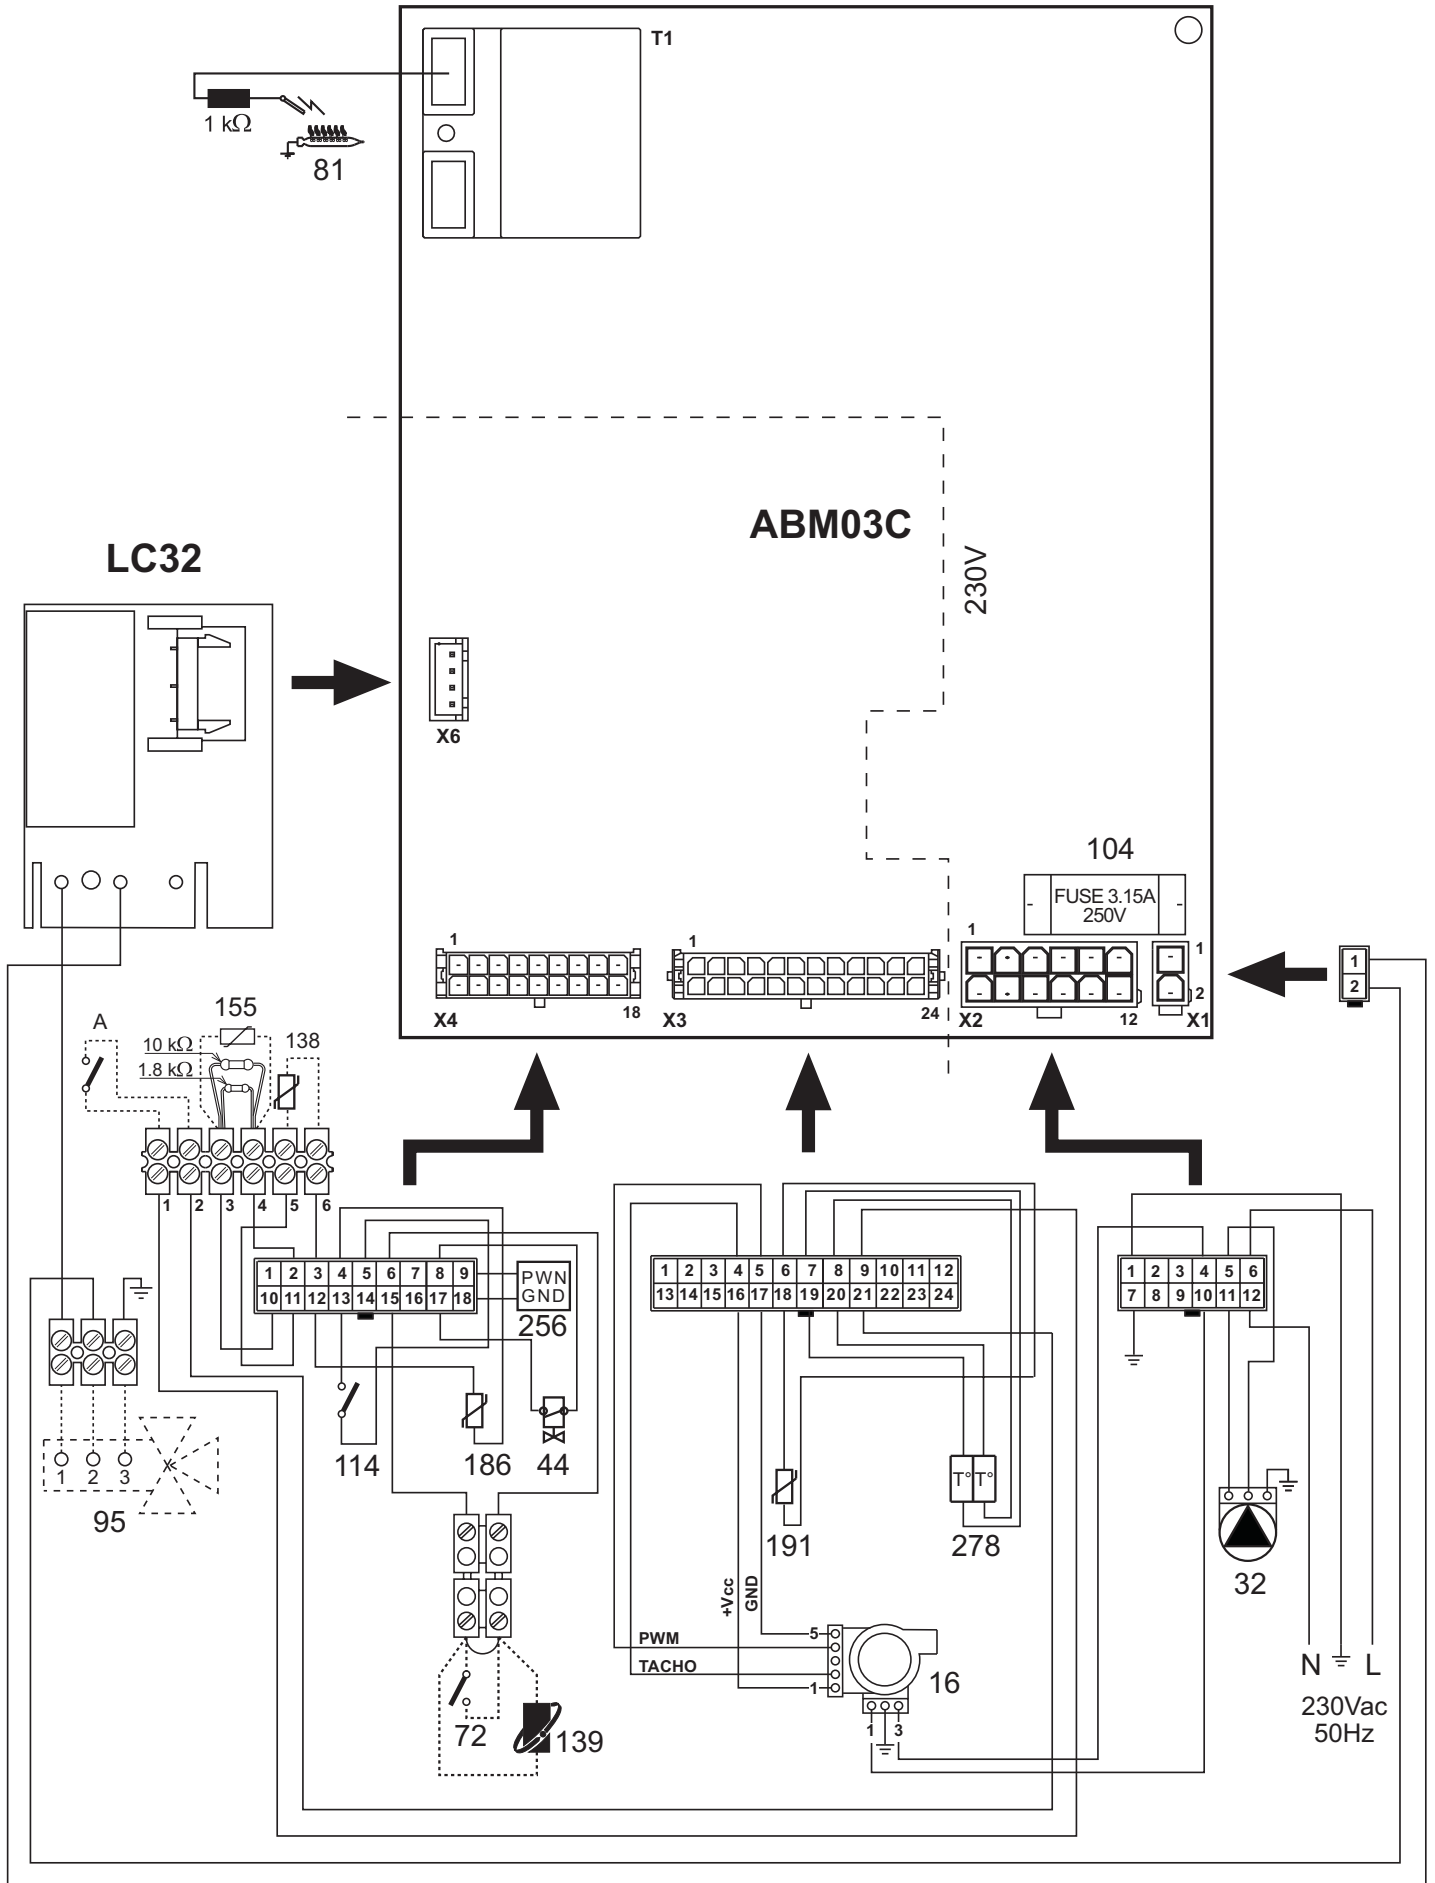 T1
1 kΩ
81
ABM03C
230V
LC32
X6
104
FUSE 3.15A
250V
1
1
1
1
2
18
24
12
X4
X3
X2
X1
1
2
A
155
138
10 kΩ
1.8 kΩ
1 2 3 4 5 6
1 2 3 4 5 6 7 8 9
10 11 12 13 14 15 16 17 18
PWN
GND
256
1 2 3 4 5 6 7 8 9 10 11 12
13 14 15 16 17 18 19 20 21 22 23 24
1 2 3 4 5 6
7 8 9 10 11 12
1 2 3
95
114
186
44
191
278
32
+Vcc
GND
PWM
TACHO
5
1
16
1 3
72
139
N L
230Vac
50Hz